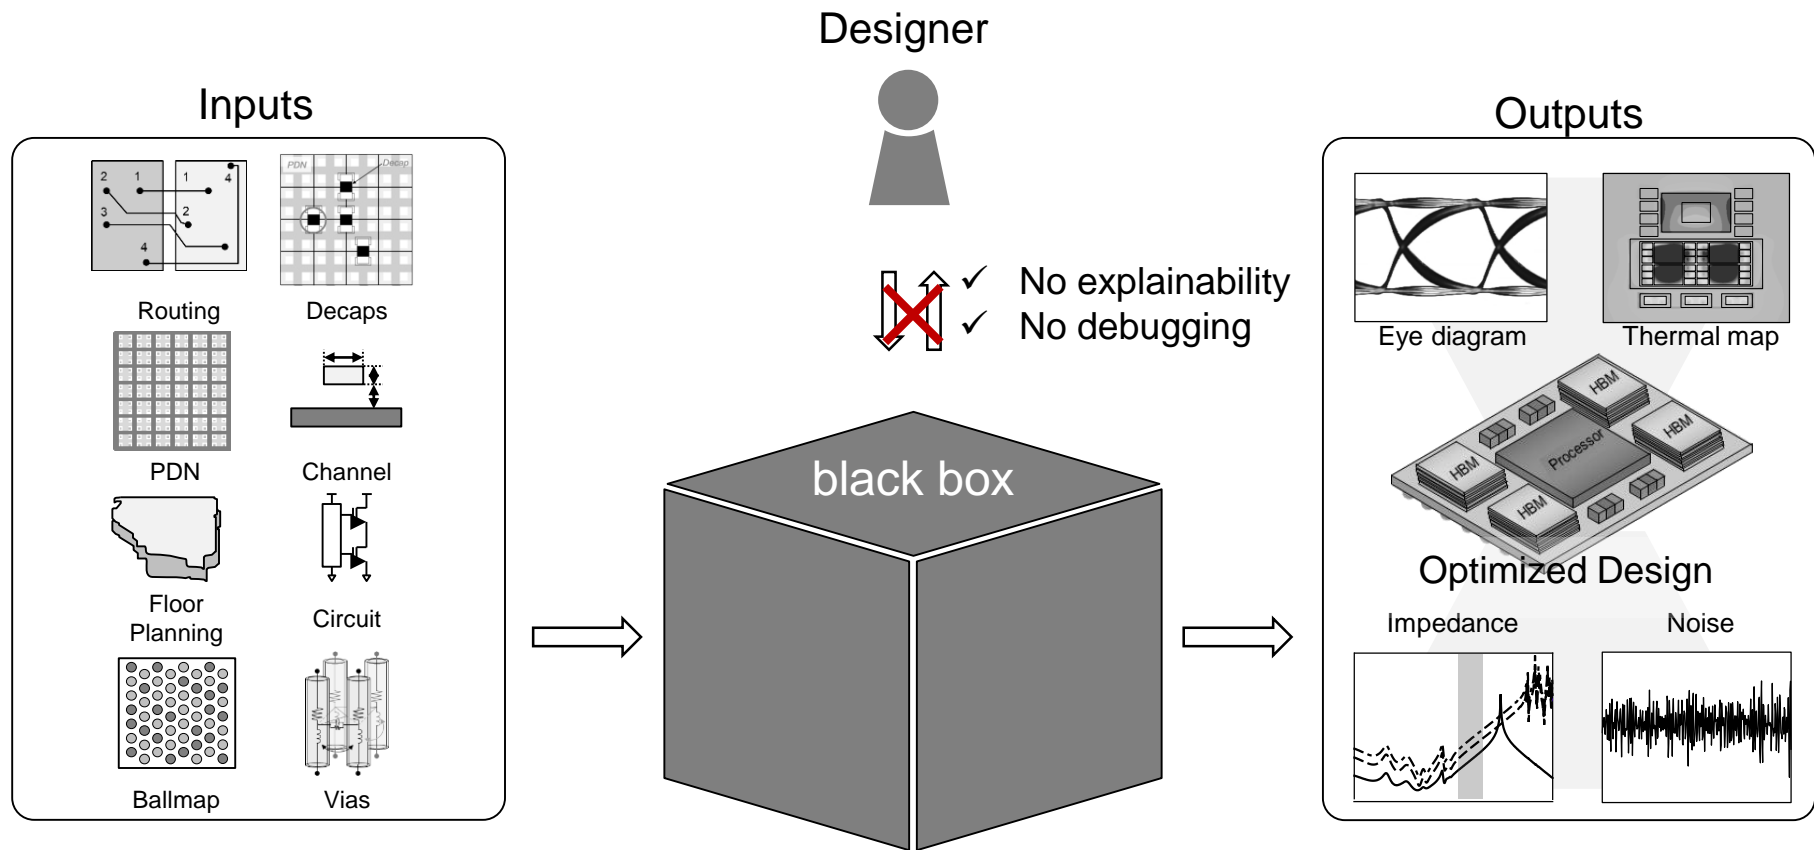 Designer
Inputs
Outputs
2 1 1 4
3 2
4
PDN
Decap
Routing
Decaps
PDN
Channel
Floor
Planning
Circuit
Ballmap
Vias
✓ No explainability
✓ No debugging
black box
Eye diagram
Thermal map
HBM
HBM
Processor
HBM
HBM
Optimized Design
Impedance
Noise